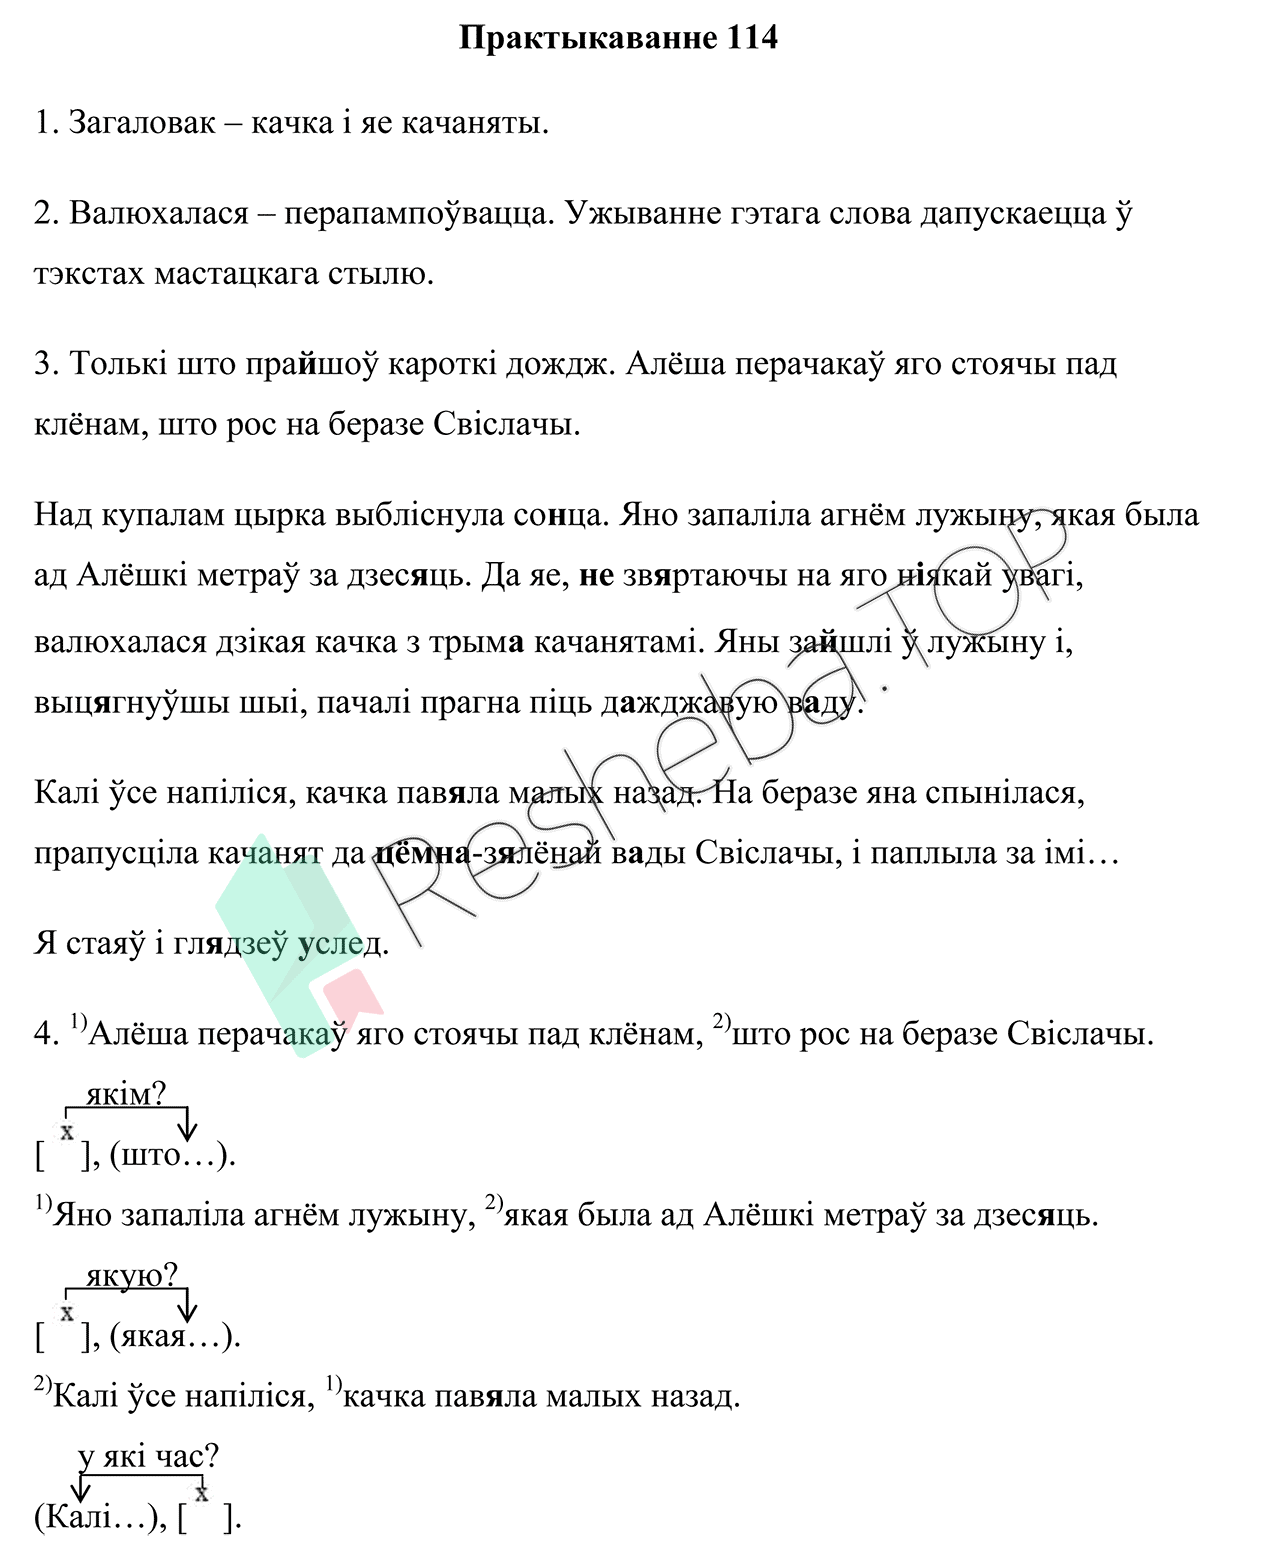 Практыкаванне 114
1. Загаловак – качка і яе качаняты.
2. Валюхалася – перапампоўвацца. Ужыванне гэтага слова дапускаецца ў
тэкстах мастацкага стылю.
3. Толькі што прайшоў кароткі дождж. Алёша перачакаў яго стоячы пад
клёнам, што рос на беразе Свіслачы.
Над купалам цырка выбліснула сонца. Яно запаліла агнём лужыну, якая была
ад Алёшкі метраў за дзесяць. Да яе, не звяртаючы на яго ніякай увагі,
валюхалася дзікая качка з трыма качанятамі. Яны зайшлі ў лужыну і,
выцягнуўшы шыі, пачалі прагна піць дажджавую ваду.
Калі ўсе напіліся, качка павяла малых назад. На беразе яна спынілася,
прапусціла качанят да цёмна-зялёнай вады Свіслачы, і паплыла за імі…
Я стаяў і глядзеў услед.
Resheba.TOP
4. 1)Алёша перачакаў яго стоячы пад клёнам, 2)што рос на беразе Свіслачы.
якім?
[ х ], (што…).
1)Яно запаліла агнём лужыну, 2)якая была ад Алёшкі метраў за дзесяць.
якую?
[ х ], (якая…).
2)Калі ўсе напіліся, 1)качка павяла малых назад.
у які час?
(Калі…), [ х ].